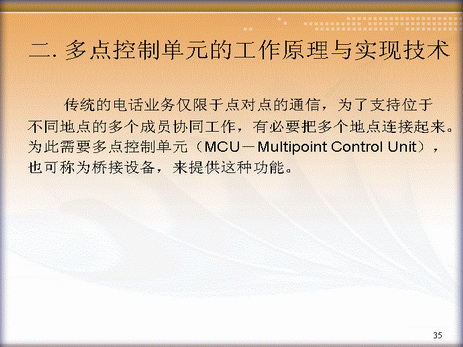 二. 多点控制单元的工作原理与实现技术
传统的电话业务仅限于点对点的通信，为了支持位于
不同地点的多个成员协同工作，有必要把多个地点连接起来。
为此需要多点控制单元（MCU－Multipoint Control Unit），
也可称为桥接设备，来提供这种功能。
35